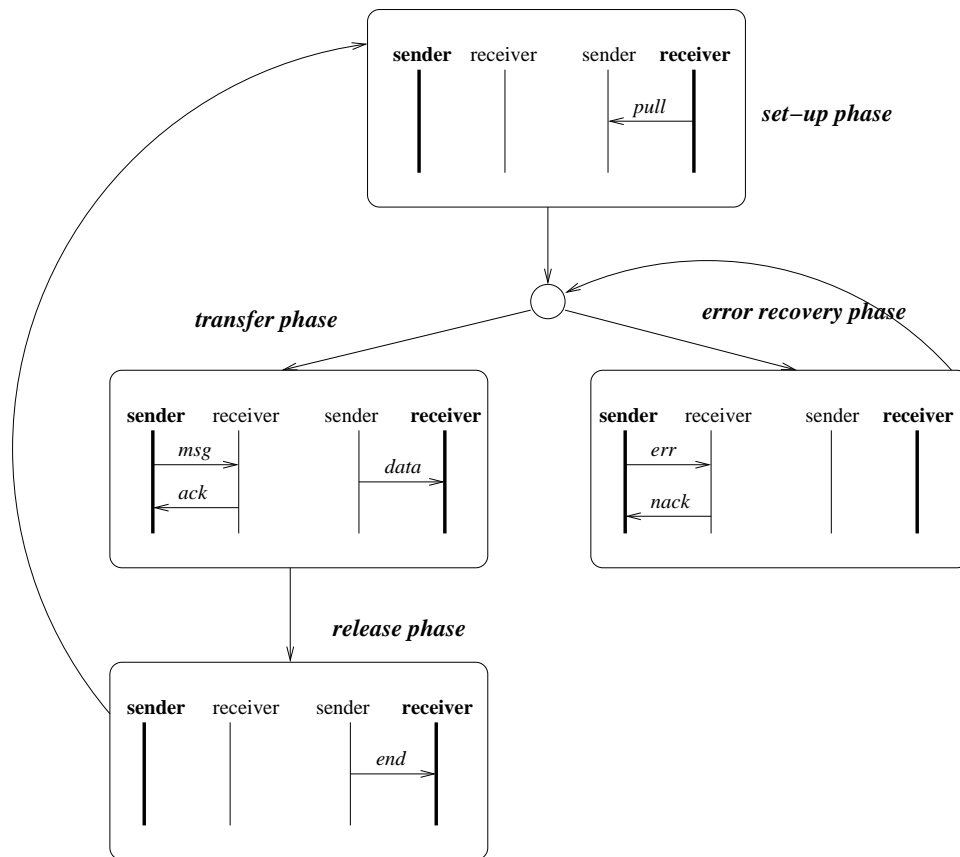 sender receiver sender receiver
pull
set-up phase
transfer phase
error recovery phase
sender receiver sender receiver
msg
data
ack
sender receiver sender receiver
err
nack
release phase
sender receiver sender receiver
end